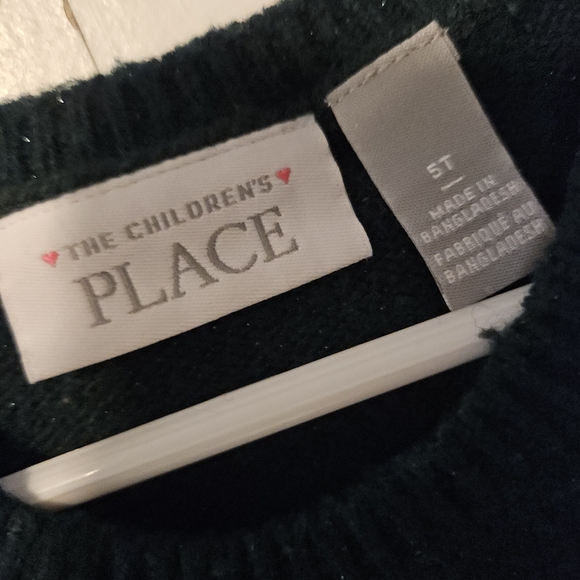 THE CHILDREN'S
PLACE
5T
MADE IN
BANGLADESH
FABRIQUÉ AU
BANGLADESH